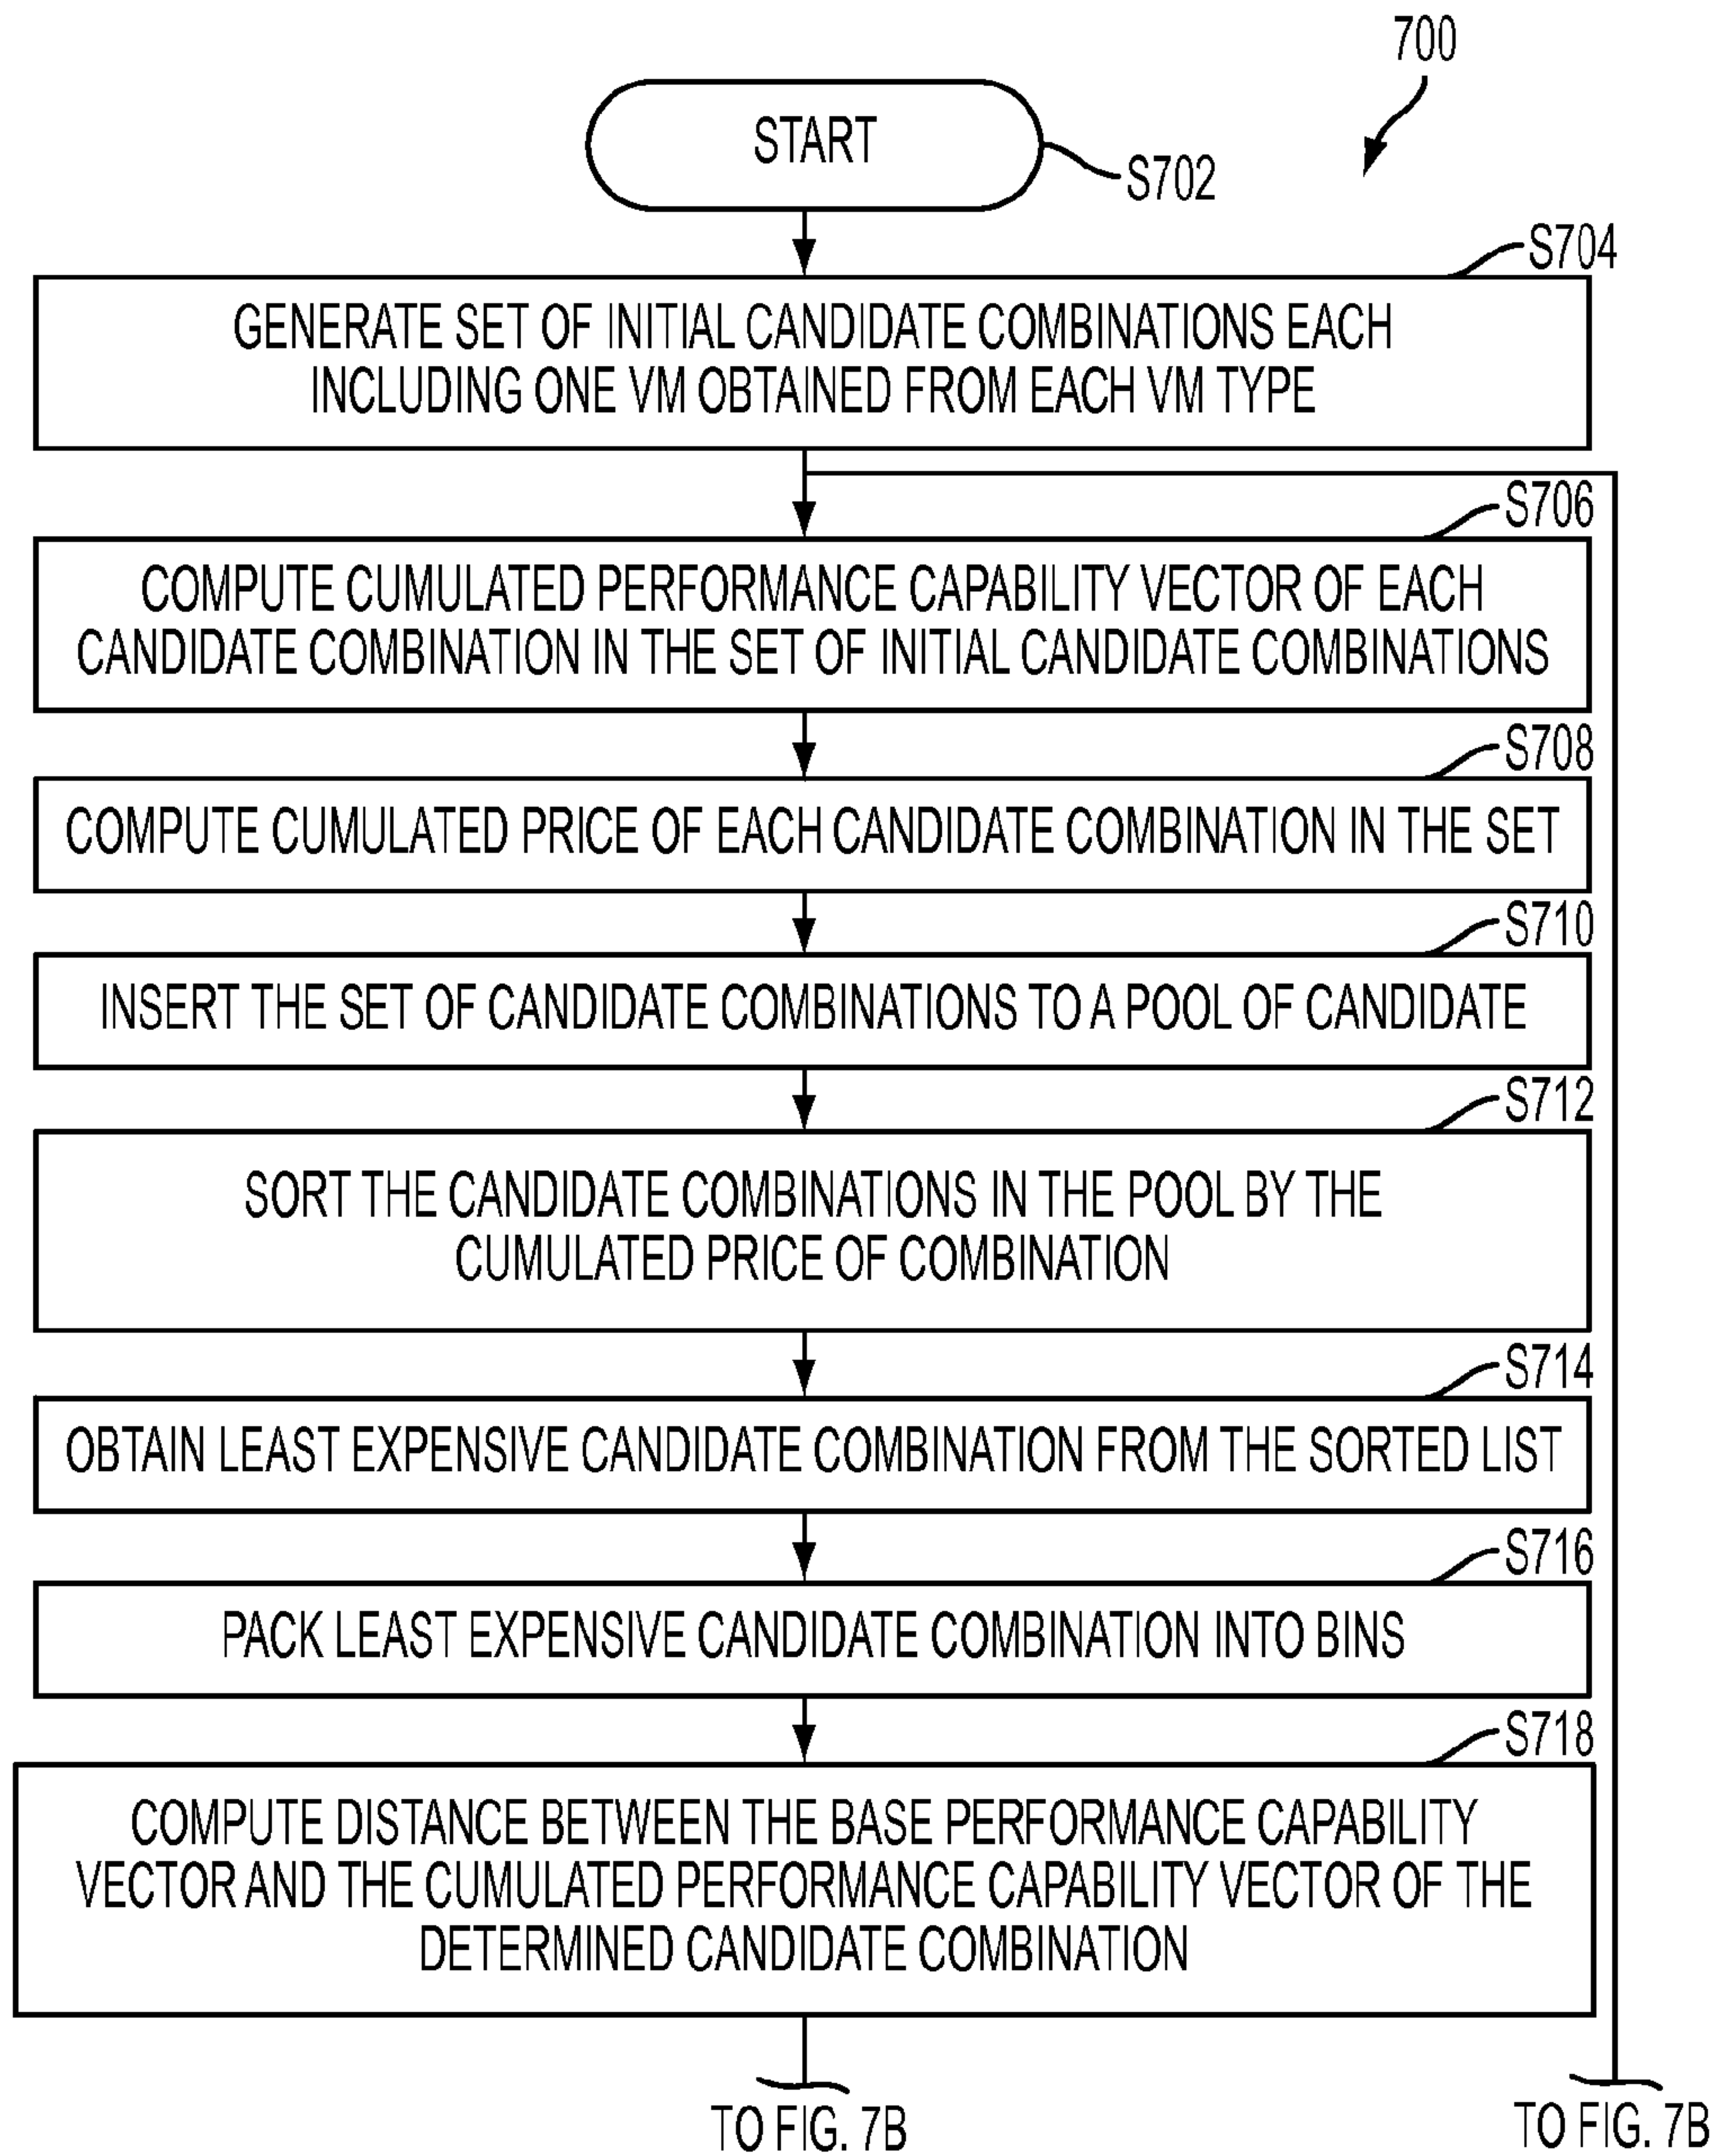 700
START
S702
S704
GENERATE SET OF INITIAL CANDIDATE COMBINATIONS EACH
INCLUDING ONE VM OBTAINED FROM EACH VM TYPE
S706
COMPUTE CUMULATED PERFORMANCE CAPABILITY VECTOR OF EACH
CANDIDATE COMBINATION IN THE SET OF INITIAL CANDIDATE COMBINATIONS
S708
COMPUTE CUMULATED PRICE OF EACH CANDIDATE COMBINATION IN THE SET
S710
INSERT THE SET OF CANDIDATE COMBINATIONS TO A POOL OF CANDIDATE
S712
SORT THE CANDIDATE COMBINATIONS IN THE POOL BY THE
CUMULATED PRICE OF COMBINATION
S714
OBTAIN LEAST EXPENSIVE CANDIDATE COMBINATION FROM THE SORTED LIST
S716
PACK LEAST EXPENSIVE CANDIDATE COMBINATION INTO BINS
S718
COMPUTE DISTANCE BETWEEN THE BASE PERFORMANCE CAPABILITY
VECTOR AND THE CUMULATED PERFORMANCE CAPABILITY VECTOR OF THE
DETERMINED CANDIDATE COMBINATION
TO FIG. 7B
TO FIG. 7B